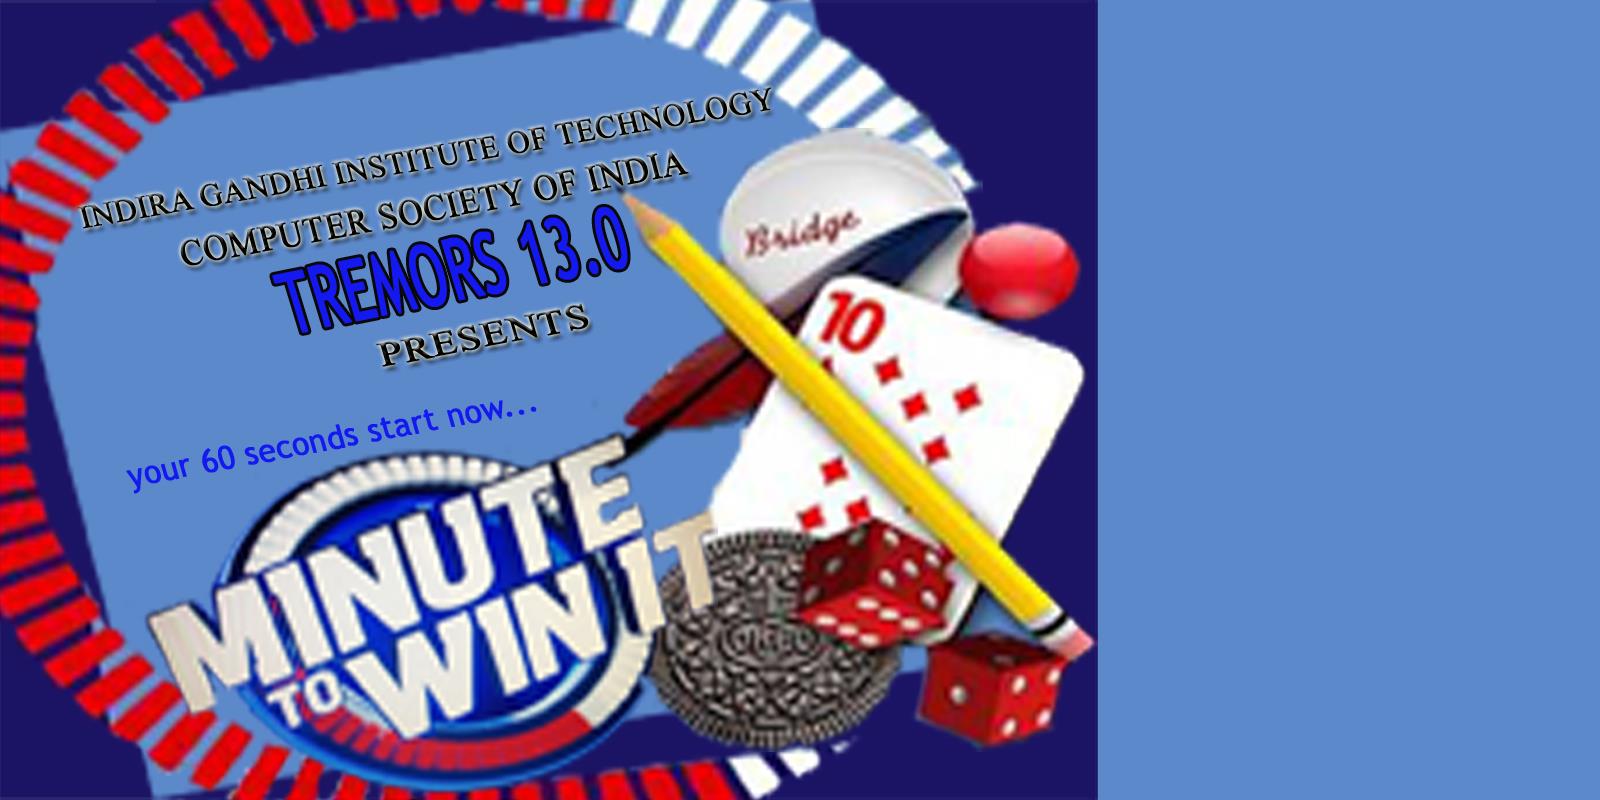 INDIRA GANDHI INSTITUTE OF TECHNOLOGY
COMPUTER SOCIETY OF INDIA
TREMORS 13.0
PRESENTS
your 60 seconds start now...
MINUTE
TO WIN IT
Bridge
10
OREO